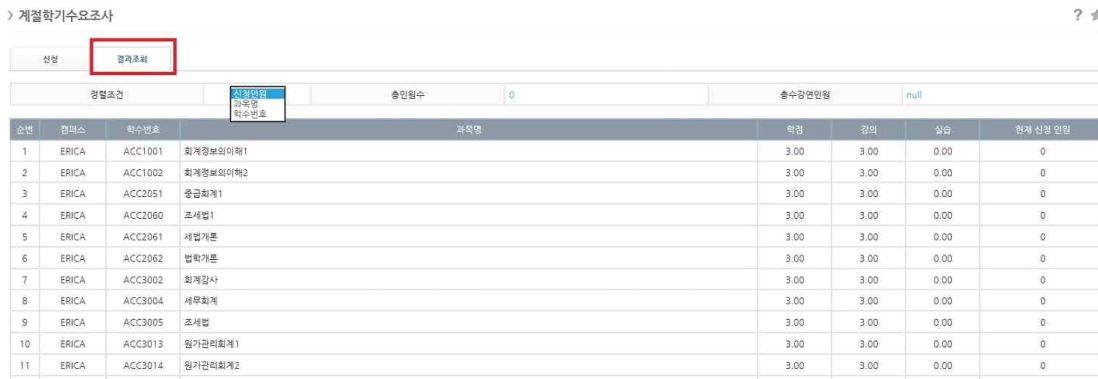 > 계절학기수요조사 ?
신청 결과조회
정렬조건 신청인원 총인원수 0 총수강연인원 null
과목명
학수번호
순번 캠퍼스 학수번호 과목명 학점 강의 실습 현재 신청 인원
1 ERICA ACC1001 회계정보의이해1 3.00 3.00 0.00 0
2 ERICA ACC1002 회계정보의이해2 3.00 3.00 0.00 0
3 ERICA ACC2051 중급회계1 3.00 3.00 0.00 0
4 ERICA ACC2060 조세법1 3.00 3.00 0.00 0
5 ERICA ACC2061 세법개론 3.00 3.00 0.00 0
6 ERICA ACC2062 법학개론 3.00 3.00 0.00 0
7 ERICA ACC3002 회계감사 3.00 3.00 0.00 0
8 ERICA ACC3004 세무회계 3.00 3.00 0.00 0
9 ERICA ACC3005 조세법 3.00 3.00 0.00 0
10 ERICA ACC3013 원가관리회계1 3.00 3.00 0.00 0
11 ERICA ACC3014 원가관리회계2 3.00 3.00 0.00 0